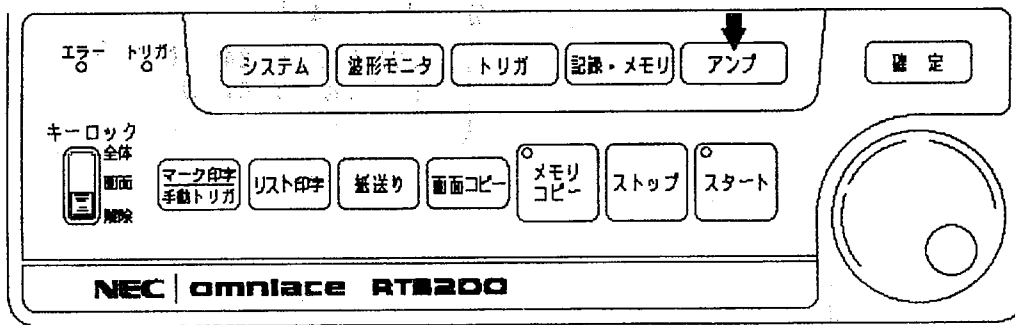 エラー トリガ
システム 波形モニタ トリガ 記録・メモリ アンプ 確定
キーロック
全体
画面
解除
マーク印字
手動トリガ
リスト印字 紙送り 画面コピー
メモリ
コピー
ストップ スタート
NEC omniace RT3200